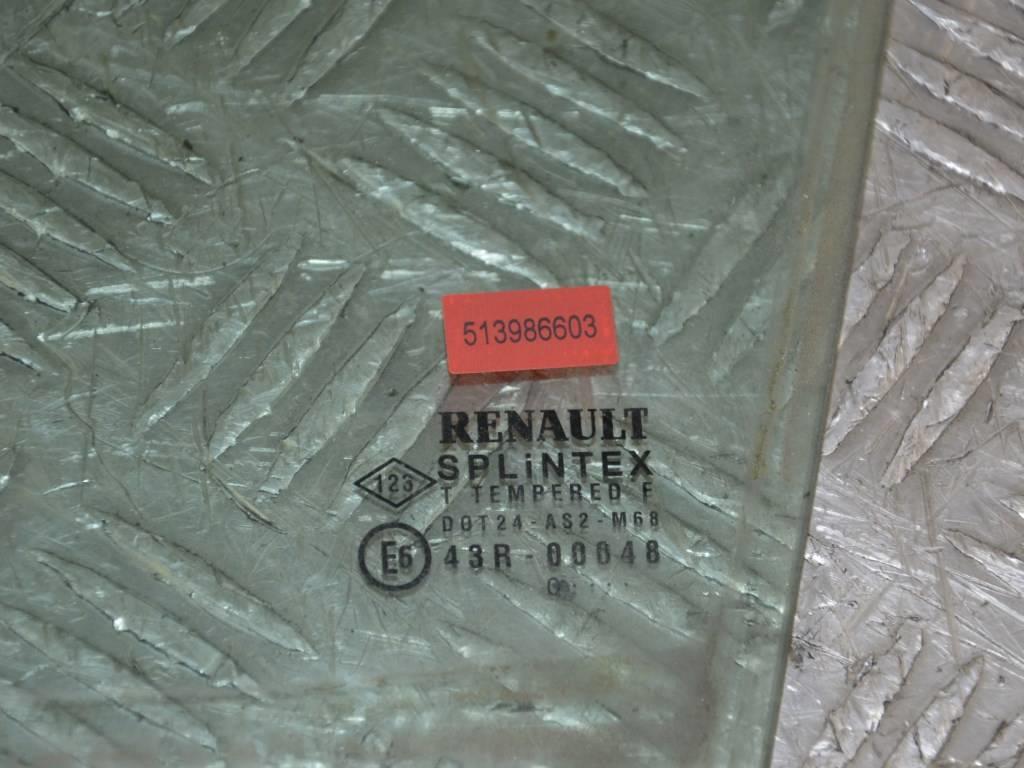 513986603
RENAULT
SPLiNTEX
123
T TEMPERED F
DOT24-AS2-M68
E6 43R-00048